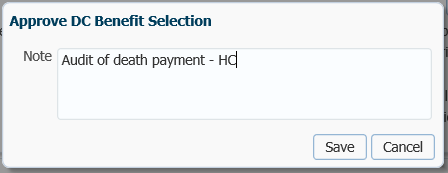 Approve DC Benefit Selection
Note
Audit of death payment - HC
Save Cancel